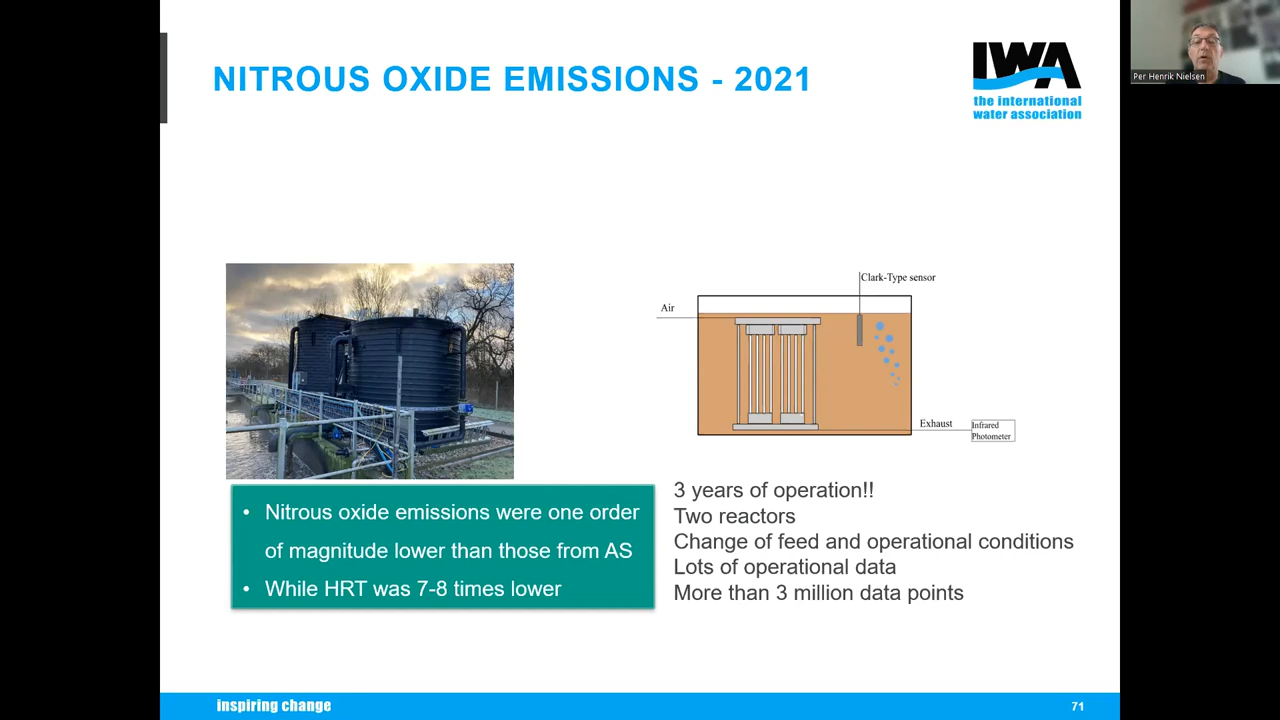 NITROUS OXIDE EMISSIONS - 2021
IWA
the international
water association
Per Henrik Nielsen
Clark-Type sensor
Air
Exhaust
Infrared
Photometer
• Nitrous oxide emissions were one order
of magnitude lower than those from AS
• While HRT was 7-8 times lower
3 years of operation!!
Two reactors
Change of feed and operational conditions
Lots of operational data
More than 3 million data points
inspiring change
71